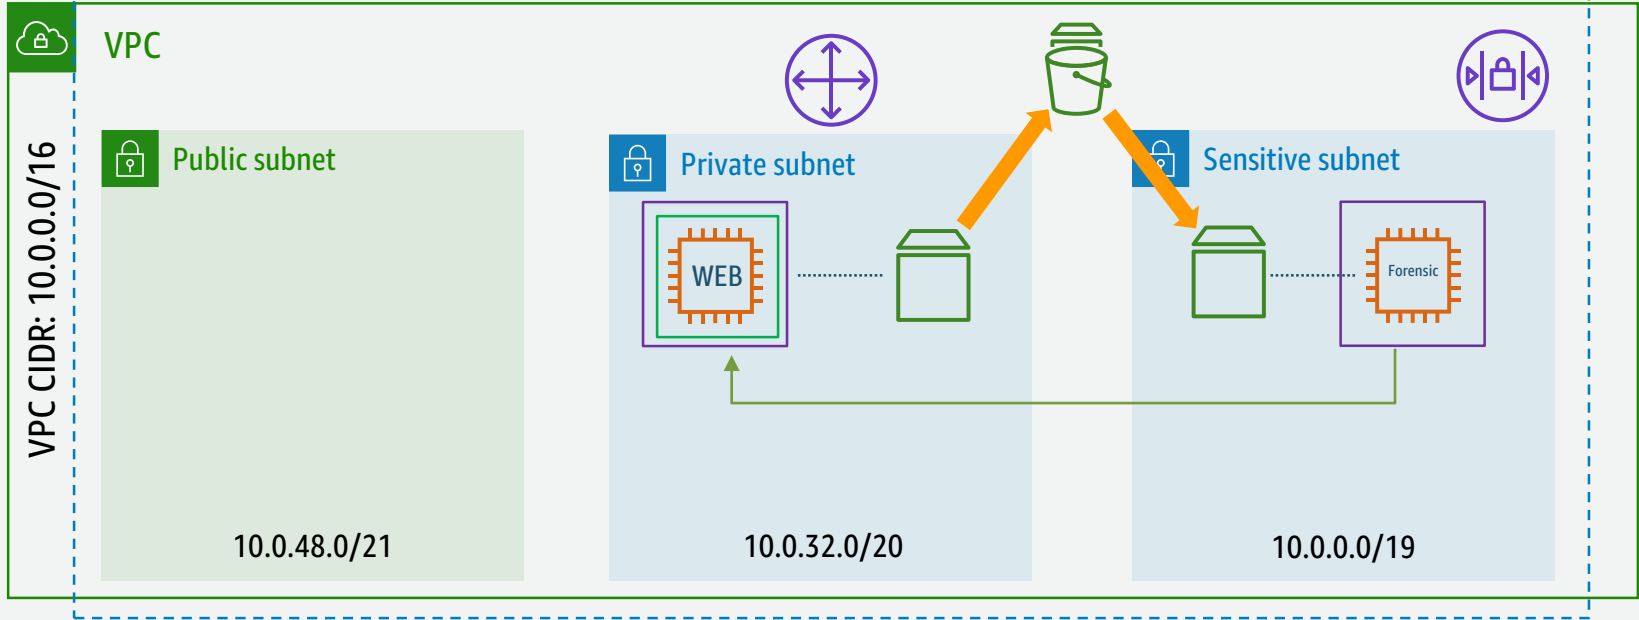 VPC
VPC CIDR: 10.0.0.0/16
Public subnet
10.0.48.0/21
Private subnet
WEB
10.0.32.0/20
Sensitive subnet
Forensic
10.0.0.0/19